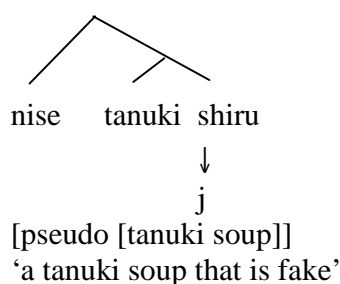 nise tanuki shiru
↓
j
[pseudo [tanuki soup]]
‘a tanuki soup that is fake’